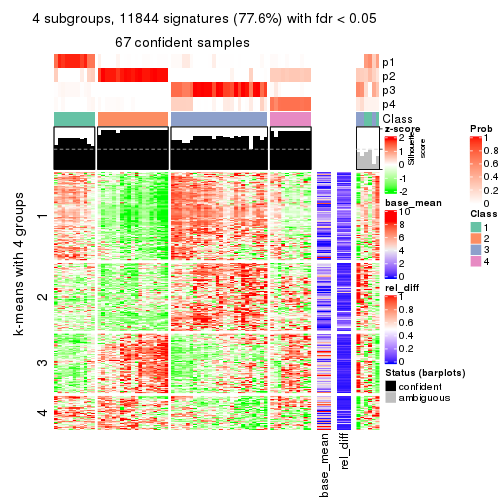 4 subgroups, 11844 signatures (77.6%) with fdr < 0.05
67 confident samples
p1
p2
p3
p4
Class
z-score
2
1
0
-1
-2
Silhouette
score
base_mean
10
8
6
4
2
0
rel_diff
1
0.8
0.6
0.4
0.2
0
Status (barplots)
confident
ambiguous
Prob
1
0.8
0.6
0.4
0.2
0
Class
1
2
3
4
k-means with 4 groups
1
2
3
4
base_mean
rel_diff